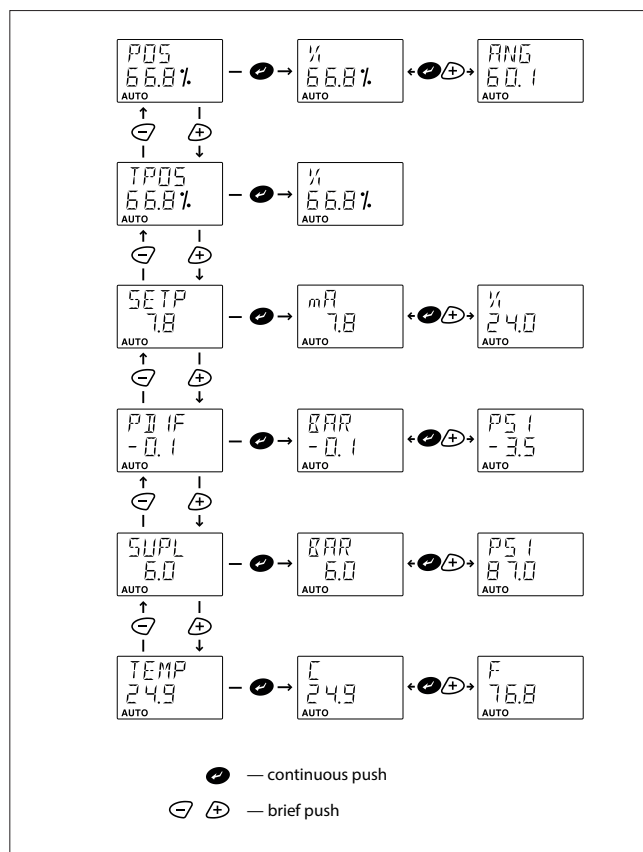 POS % ANG
66.8% 66.8% 60.1
AUTO AUTO AUTO
TPOS %
66.8% 66.8%
AUTO AUTO
SETP mA %
7.8 7.8 24.0
AUTO AUTO AUTO
PDIF BAR PSI
-0.1 -0.1 -3.5
AUTO AUTO AUTO
SUPL BAR PSI
6.0 6.0 87.0
AUTO AUTO AUTO
TEMP C F
24.9 24.9 76.8
AUTO AUTO AUTO
— continuous push
— brief push